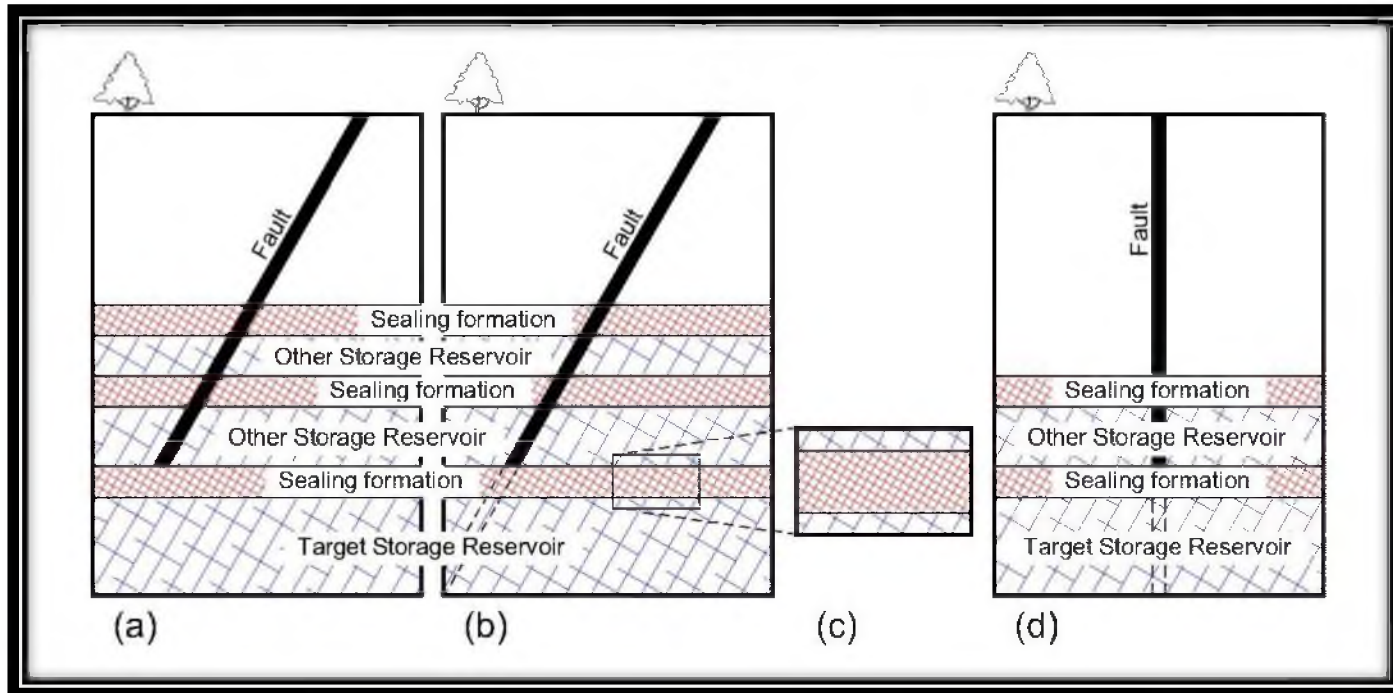 Fault
Sealing formation
Other Storage Reservoir
Sealing formation
Other Storage Reservoir
Sealing formation
Target Storage Reservoir
(a)
Fault
(b)
(c)
Fault
Sealing formation
Other Storage Reservoir
Sealing formation
Target Storage Reservoir
(d)